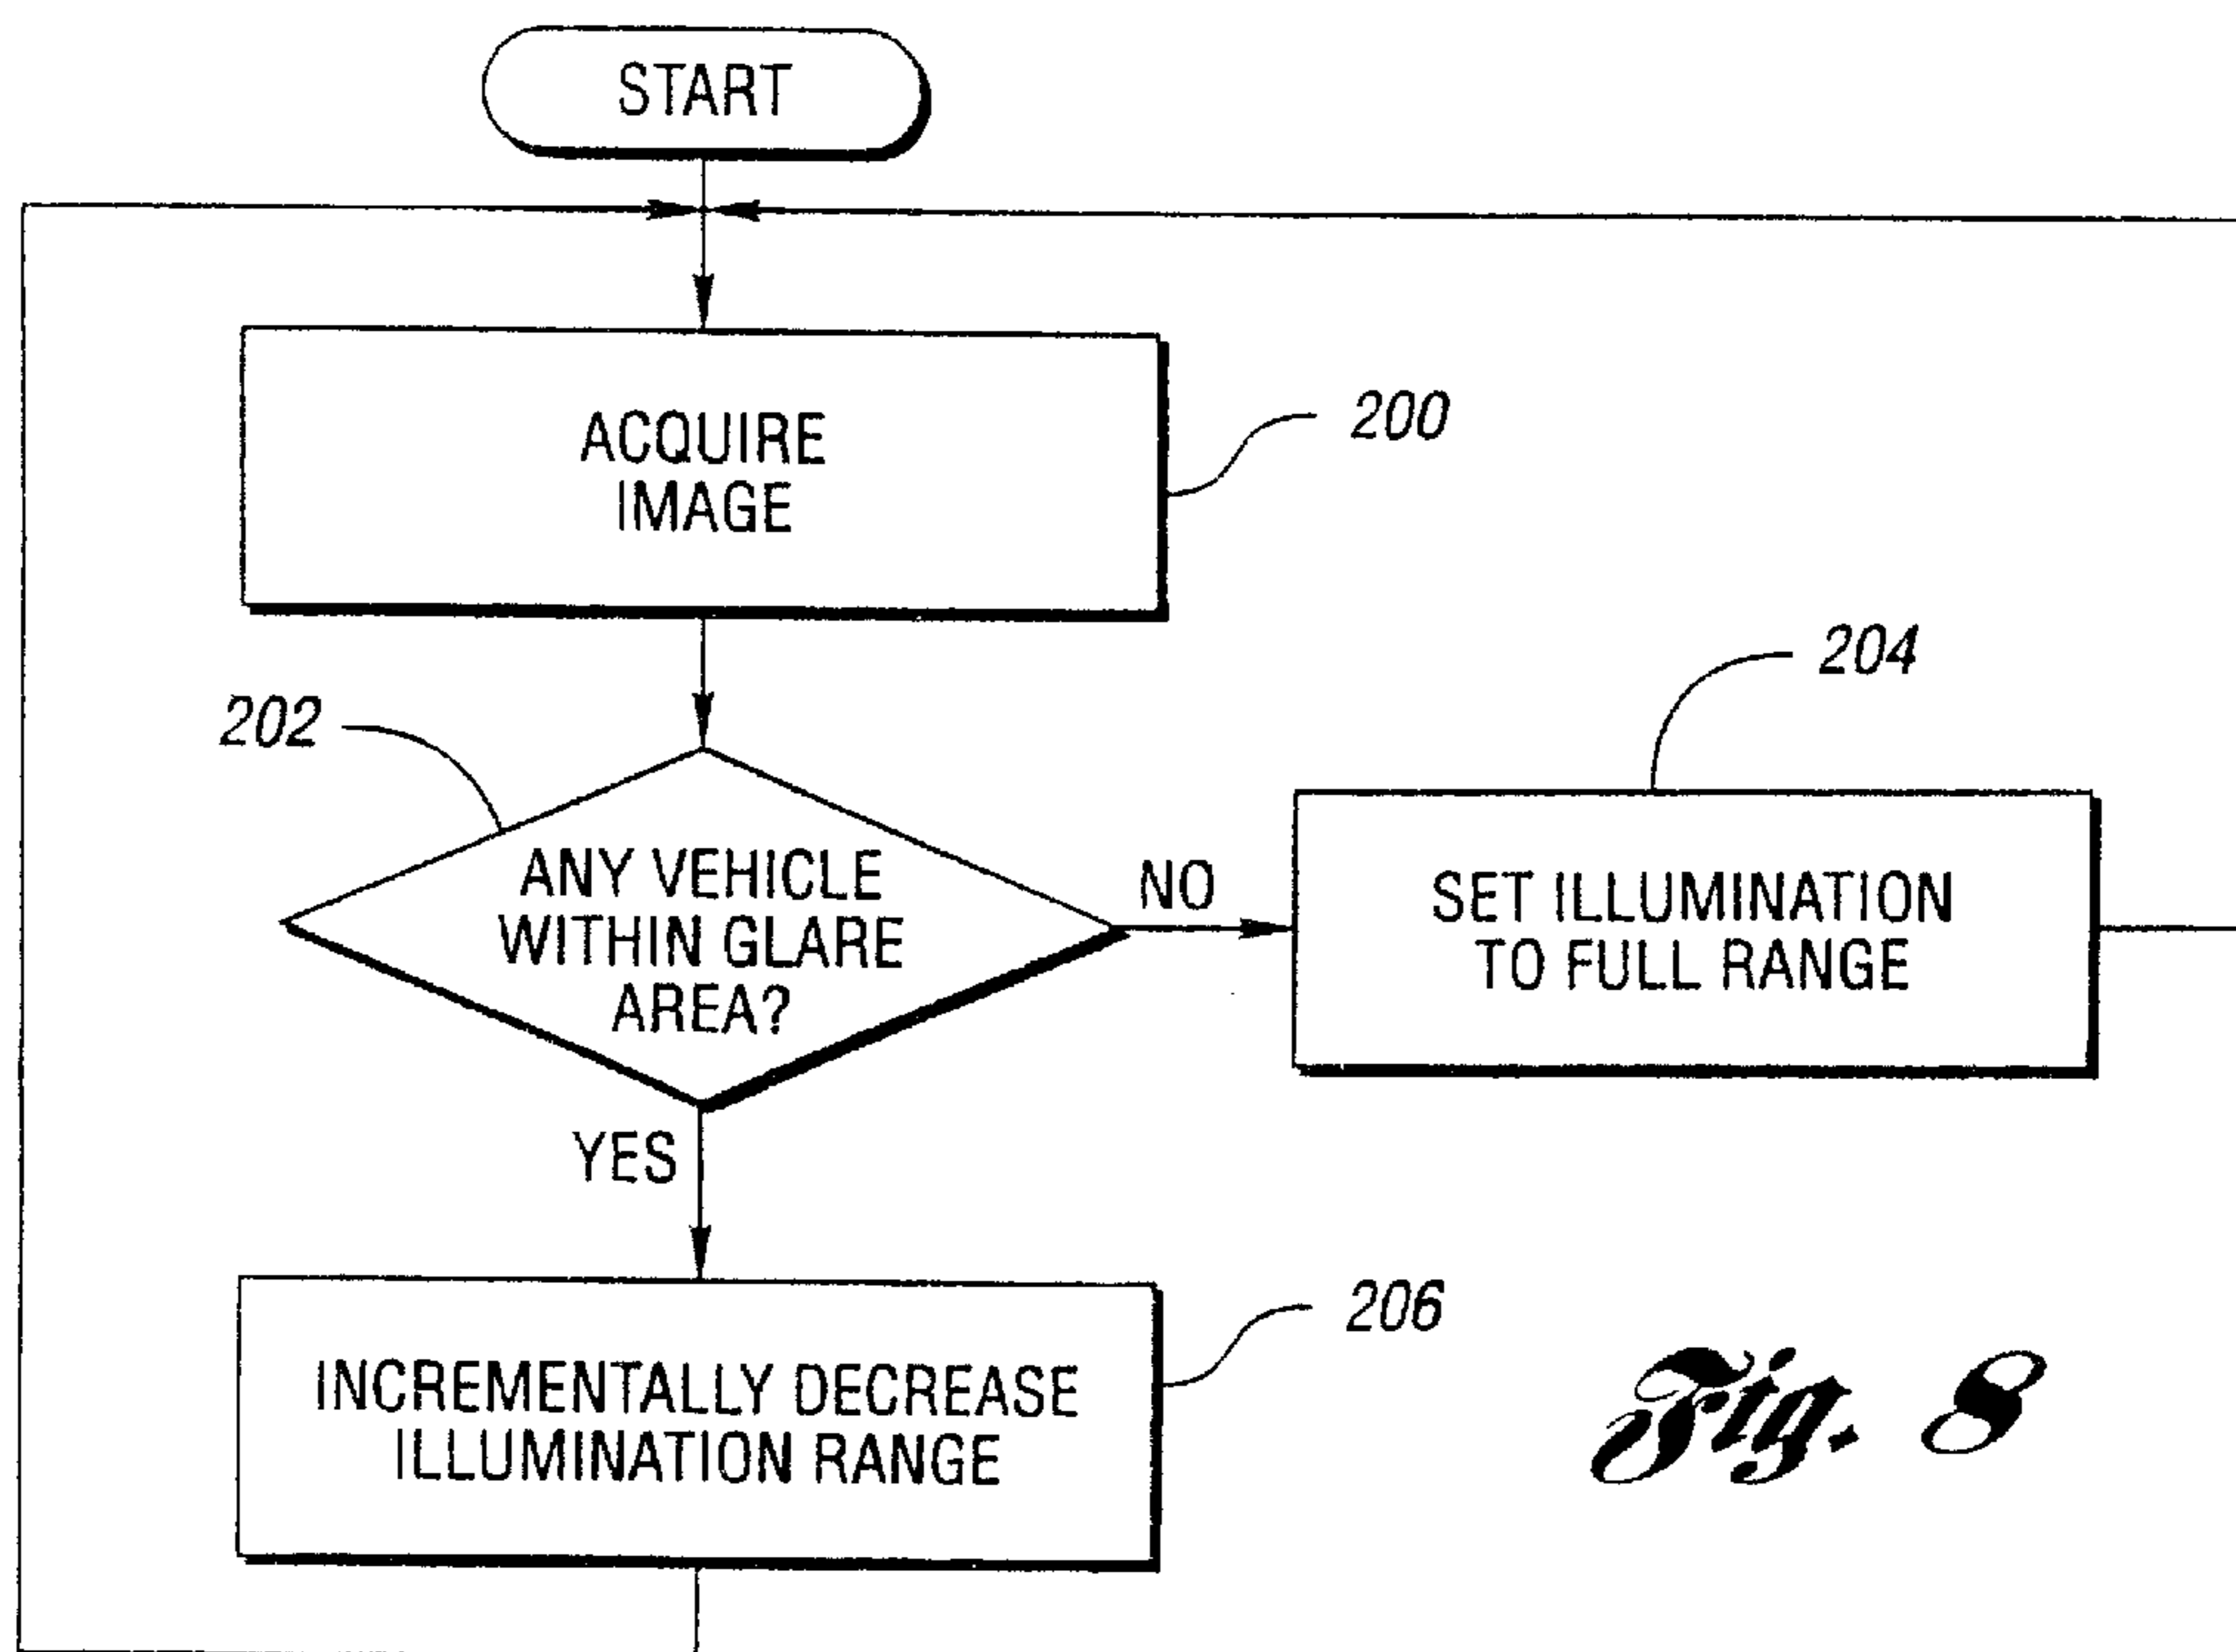 START
ACQUIRE
IMAGE
200
202
ANY VEHICLE
WITHIN GLARE
AREA?
NO
204
SET ILLUMINATION
TO FULL RANGE
YES
INCREMENTALLY DECREASE
ILLUMINATION RANGE
206
Fig. 8